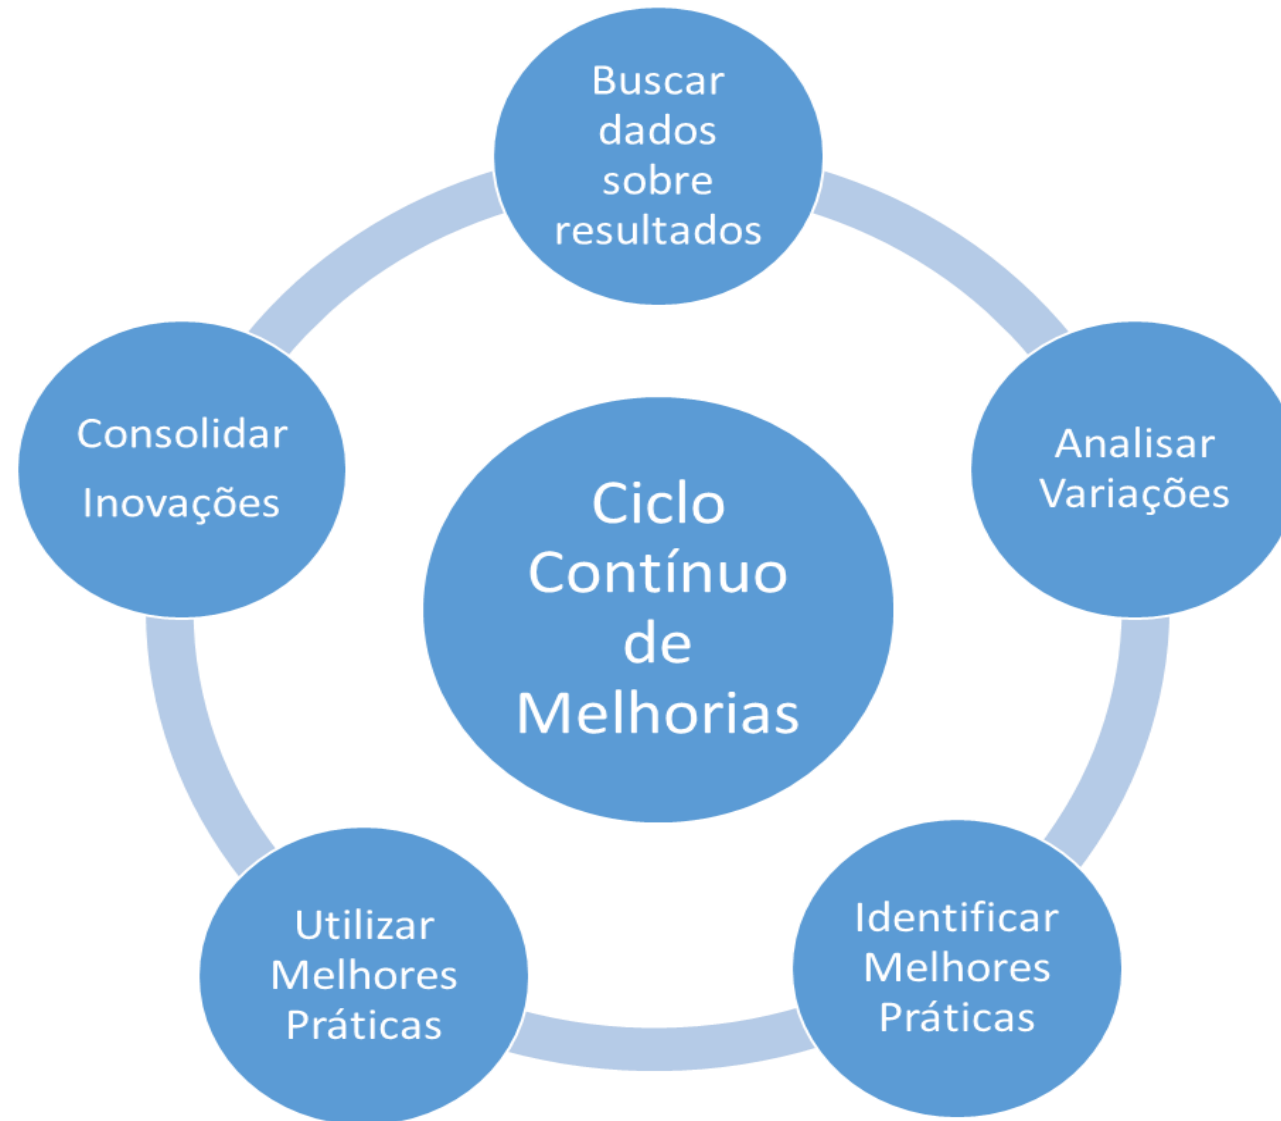 Buscar
dados
sobre
resultados
Analisar
Variações
Identificar
Melhores
Práticas
Utilizar
Melhores
Práticas
Consolidar
Inovações
Ciclo
Contínuo
de
Melhorias